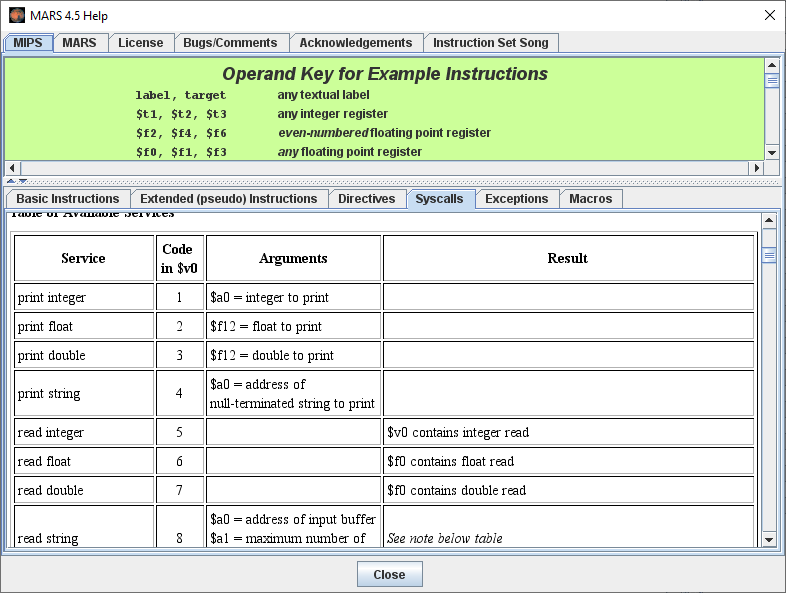 MARS 4.5 Help
MIPS MARS License Bugs/Comments Acknowledgements Instruction Set Song
Operand Key for Example Instructions
label, target any textual label
$t1, $t2, $t3 any integer register
$f2, $f4, $f6 even-numbered floating point register
$f0, $f1, $f3 any floating point register
Basic Instructions Extended (pseudo) Instructions Directives Syscalls Exceptions Macros
Table of Available Services
Service Code in $v0 Arguments Result
print integer 1 $a0 = integer to print
print float 2 $f12 = float to print
print double 3 $f12 = double to print
print string 4 $a0 = address of
null-terminated string to print
read integer 5 $v0 contains integer read
read float 6 $f0 contains float read
read double 7 $f0 contains double read
$a0 = address of input buffer
read string 8 $a1 = maximum number of See note below table
Close